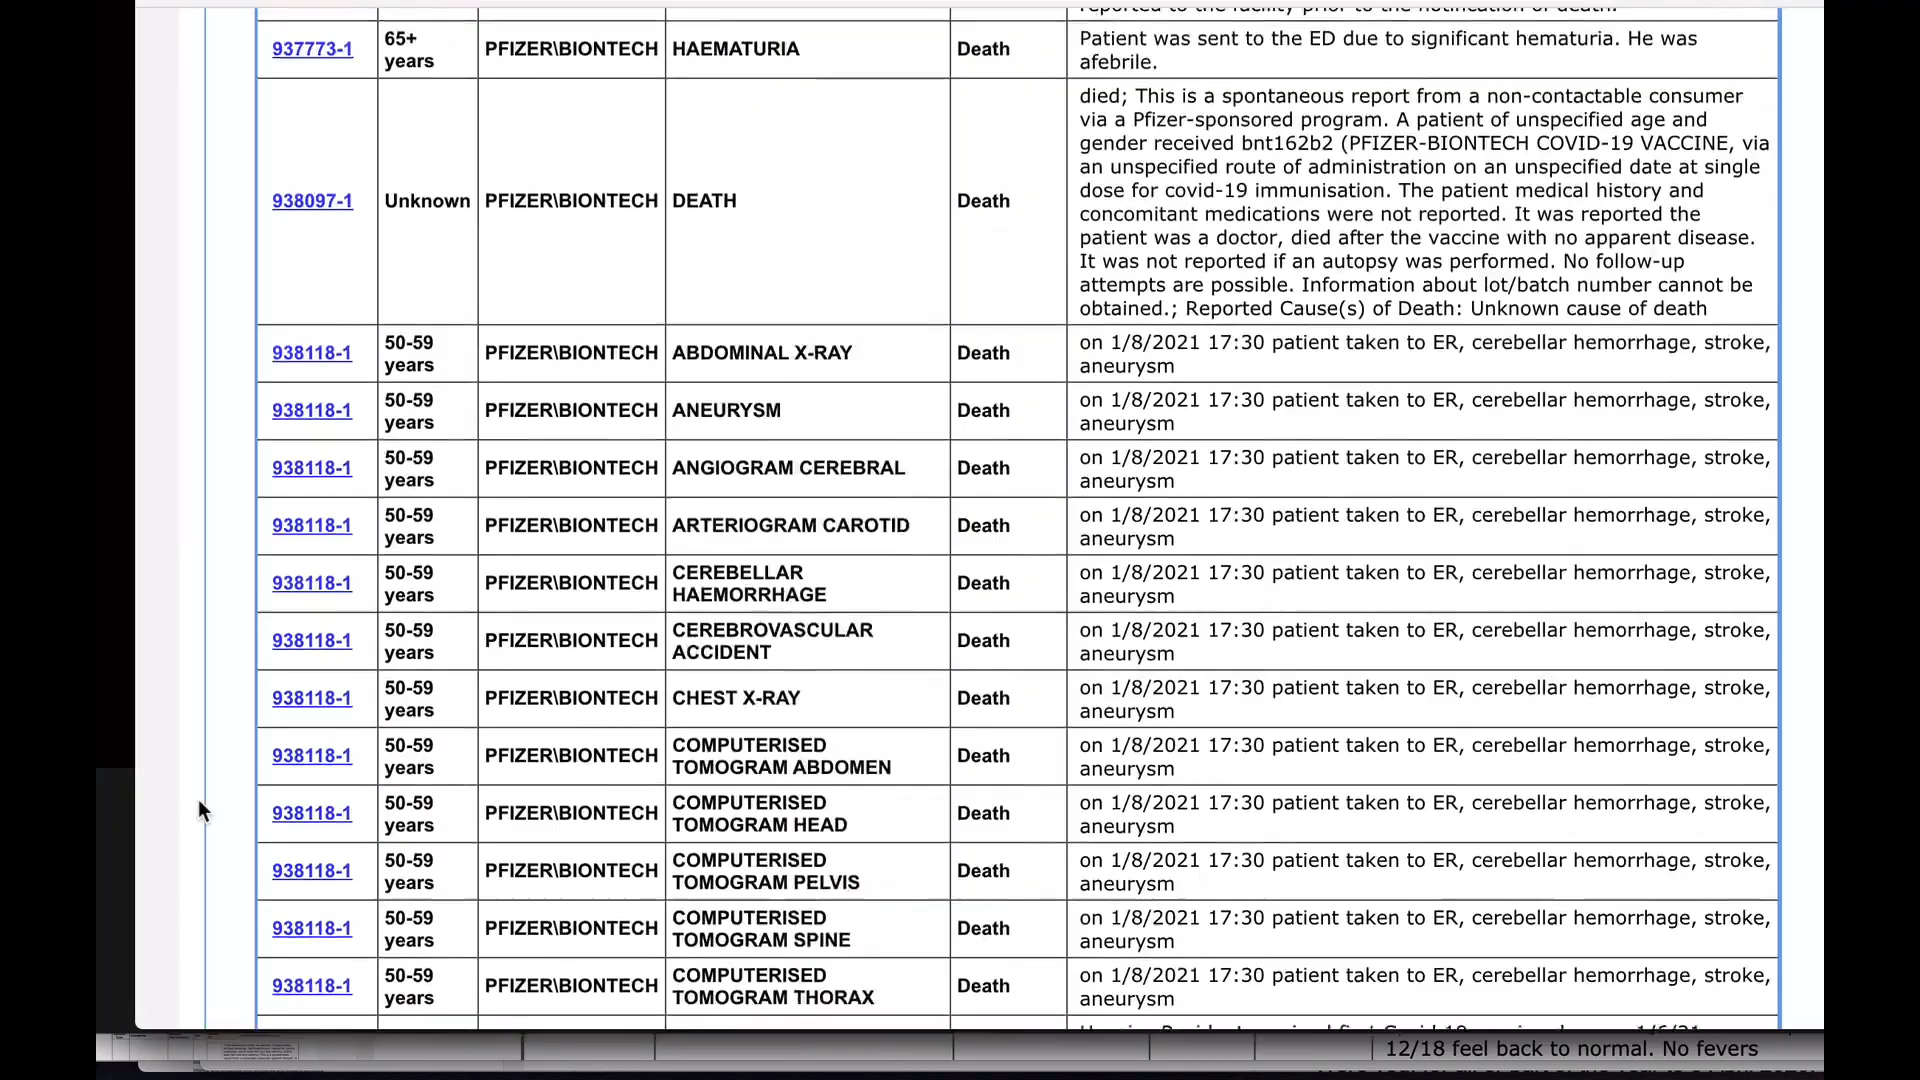 reported to the facility prior to the notification of death.
937773-1
65+
years
PFIZER\BIONTECH
HAEMATURIA
Death
Patient was sent to the ED due to significant hematuria. He was
afebrile.
938097-1
Unknown
PFIZER\BIONTECH
DEATH
Death
died; This is a spontaneous report from a non-contactable consumer
via a Pfizer-sponsored program. A patient of unspecified age and
gender received bnt162b2 (PFIZER-BIONTECH COVID-19 VACCINE, via
an unspecified route of administration on an unspecified date at single
dose for covid-19 immunisation. The patient medical history and
concomitant medications were not reported. It was reported the
patient was a doctor, died after the vaccine with no apparent disease.
It was not reported if an autopsy was performed. No follow-up
attempts are possible. Information about lot/batch number cannot be
obtained.; Reported Cause(s) of Death: Unknown cause of death
938118-1
50-59
years
PFIZER\BIONTECH
ABDOMINAL X-RAY
Death
on 1/8/2021 17:30 patient taken to ER, cerebellar hemorrhage, stroke,
aneurysm
938118-1
50-59
years
PFIZER\BIONTECH
ANEURYSM
Death
on 1/8/2021 17:30 patient taken to ER, cerebellar hemorrhage, stroke,
aneurysm
938118-1
50-59
years
PFIZER\BIONTECH
ANGIOGRAM CEREBRAL
Death
on 1/8/2021 17:30 patient taken to ER, cerebellar hemorrhage, stroke,
aneurysm
938118-1
50-59
years
PFIZER\BIONTECH
ARTERIOGRAM CAROTID
Death
on 1/8/2021 17:30 patient taken to ER, cerebellar hemorrhage, stroke,
aneurysm
938118-1
50-59
years
PFIZER\BIONTECH
CEREBELLAR
HAEMORRHAGE
Death
on 1/8/2021 17:30 patient taken to ER, cerebellar hemorrhage, stroke,
aneurysm
938118-1
50-59
years
PFIZER\BIONTECH
CEREBROVASCULAR
ACCIDENT
Death
on 1/8/2021 17:30 patient taken to ER, cerebellar hemorrhage, stroke,
aneurysm
938118-1
50-59
years
PFIZER\BIONTECH
CHEST X-RAY
Death
on 1/8/2021 17:30 patient taken to ER, cerebellar hemorrhage, stroke,
aneurysm
938118-1
50-59
years
PFIZER\BIONTECH
COMPUTERISED
TOMOGRAM ABDOMEN
Death
on 1/8/2021 17:30 patient taken to ER, cerebellar hemorrhage, stroke,
aneurysm
938118-1
50-59
years
PFIZER\BIONTECH
COMPUTERISED
TOMOGRAM HEAD
Death
on 1/8/2021 17:30 patient taken to ER, cerebellar hemorrhage, stroke,
aneurysm
938118-1
50-59
years
PFIZER\BIONTECH
COMPUTERISED
TOMOGRAM PELVIS
Death
on 1/8/2021 17:30 patient taken to ER, cerebellar hemorrhage, stroke,
aneurysm
938118-1
50-59
years
PFIZER\BIONTECH
COMPUTERISED
TOMOGRAM SPINE
Death
on 1/8/2021 17:30 patient taken to ER, cerebellar hemorrhage, stroke,
aneurysm
938118-1
50-59
years
PFIZER\BIONTECH
COMPUTERISED
TOMOGRAM THORAX
Death
on 1/8/2021 17:30 patient taken to ER, cerebellar hemorrhage, stroke,
aneurysm
12/18 feel back to normal. No fevers